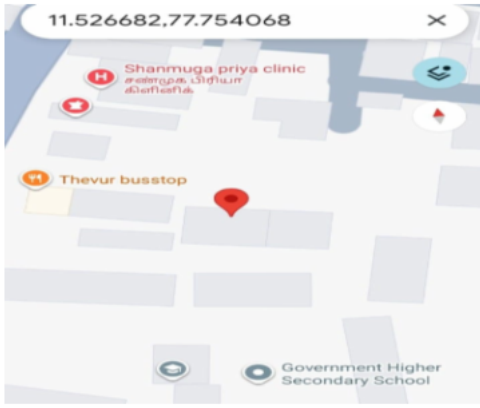 11.526682,77.754068
Shanmuga priya clinic
சண்முக பிரியா
கிளினிக்
Thevur busstop
Government Higher
Secondary School